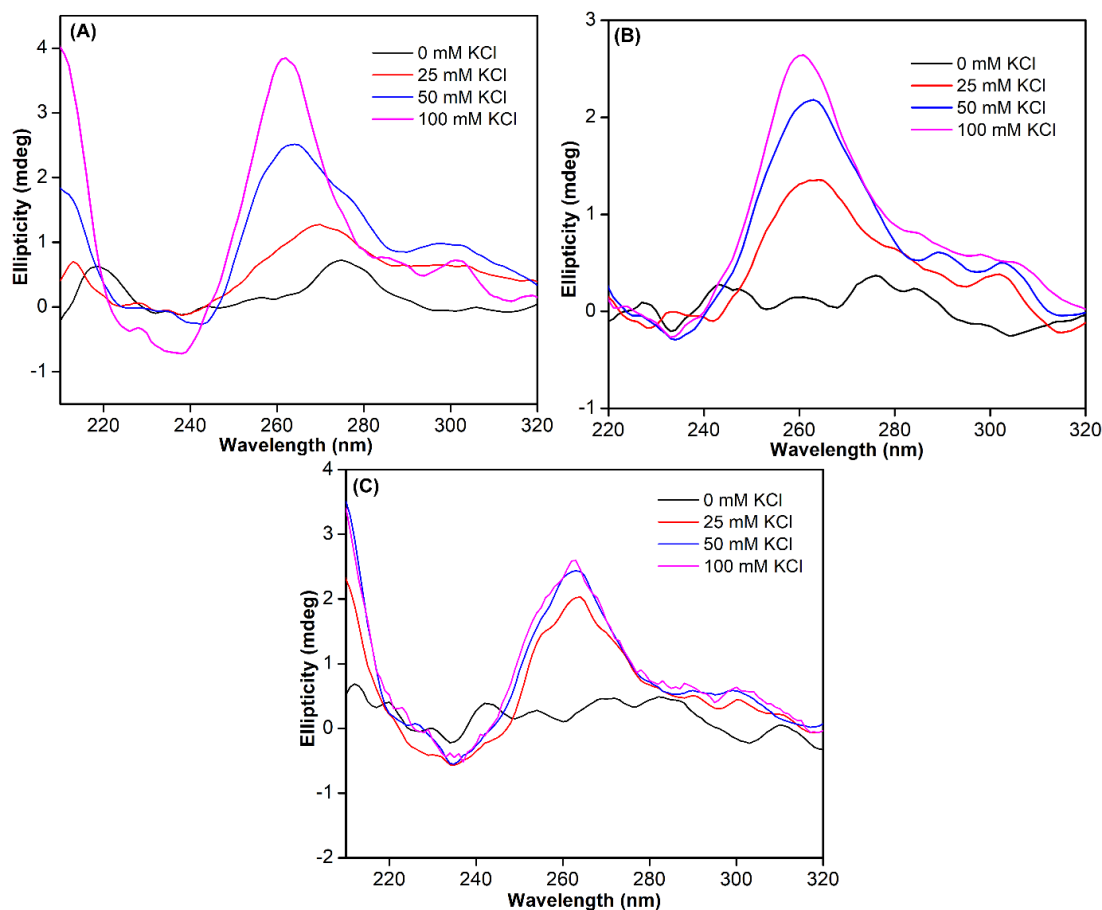 (A)
0 mM KCl
25 mM KCl
50 mM KCl
100 mM KCl
4
3
2
1
0
-1
Ellipticity (mdeg)
220 240 260 280 300 320
Wavelength (nm)
(B)
0 mM KCl
25 mM KCl
50 mM KCl
100 mM KCl
3
2
1
0
-1
Ellipticity (mdeg)
220 240 260 280 300 320
Wavelength (nm)
(C)
0 mM KCl
25 mM KCl
50 mM KCl
100 mM KCl
4
3
2
1
0
-1
-2
Ellipticity (mdeg)
220 240 260 280 300 320
Wavelength (nm)